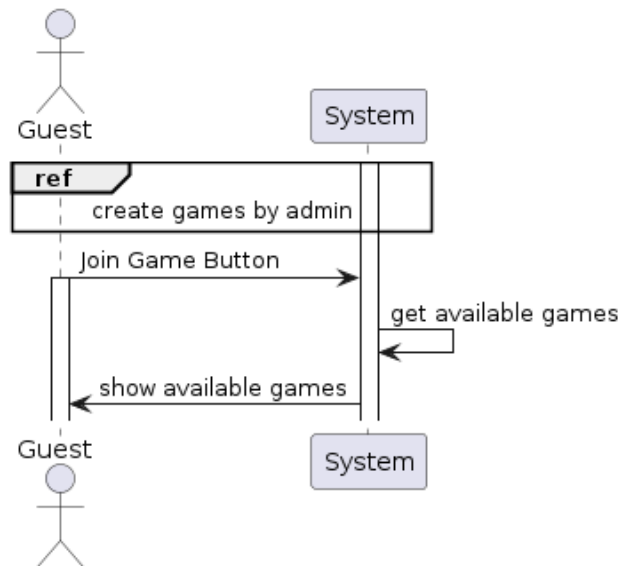 Guest
System
ref
create games by admin
Join Game Button
get available games
show available games
Guest
System